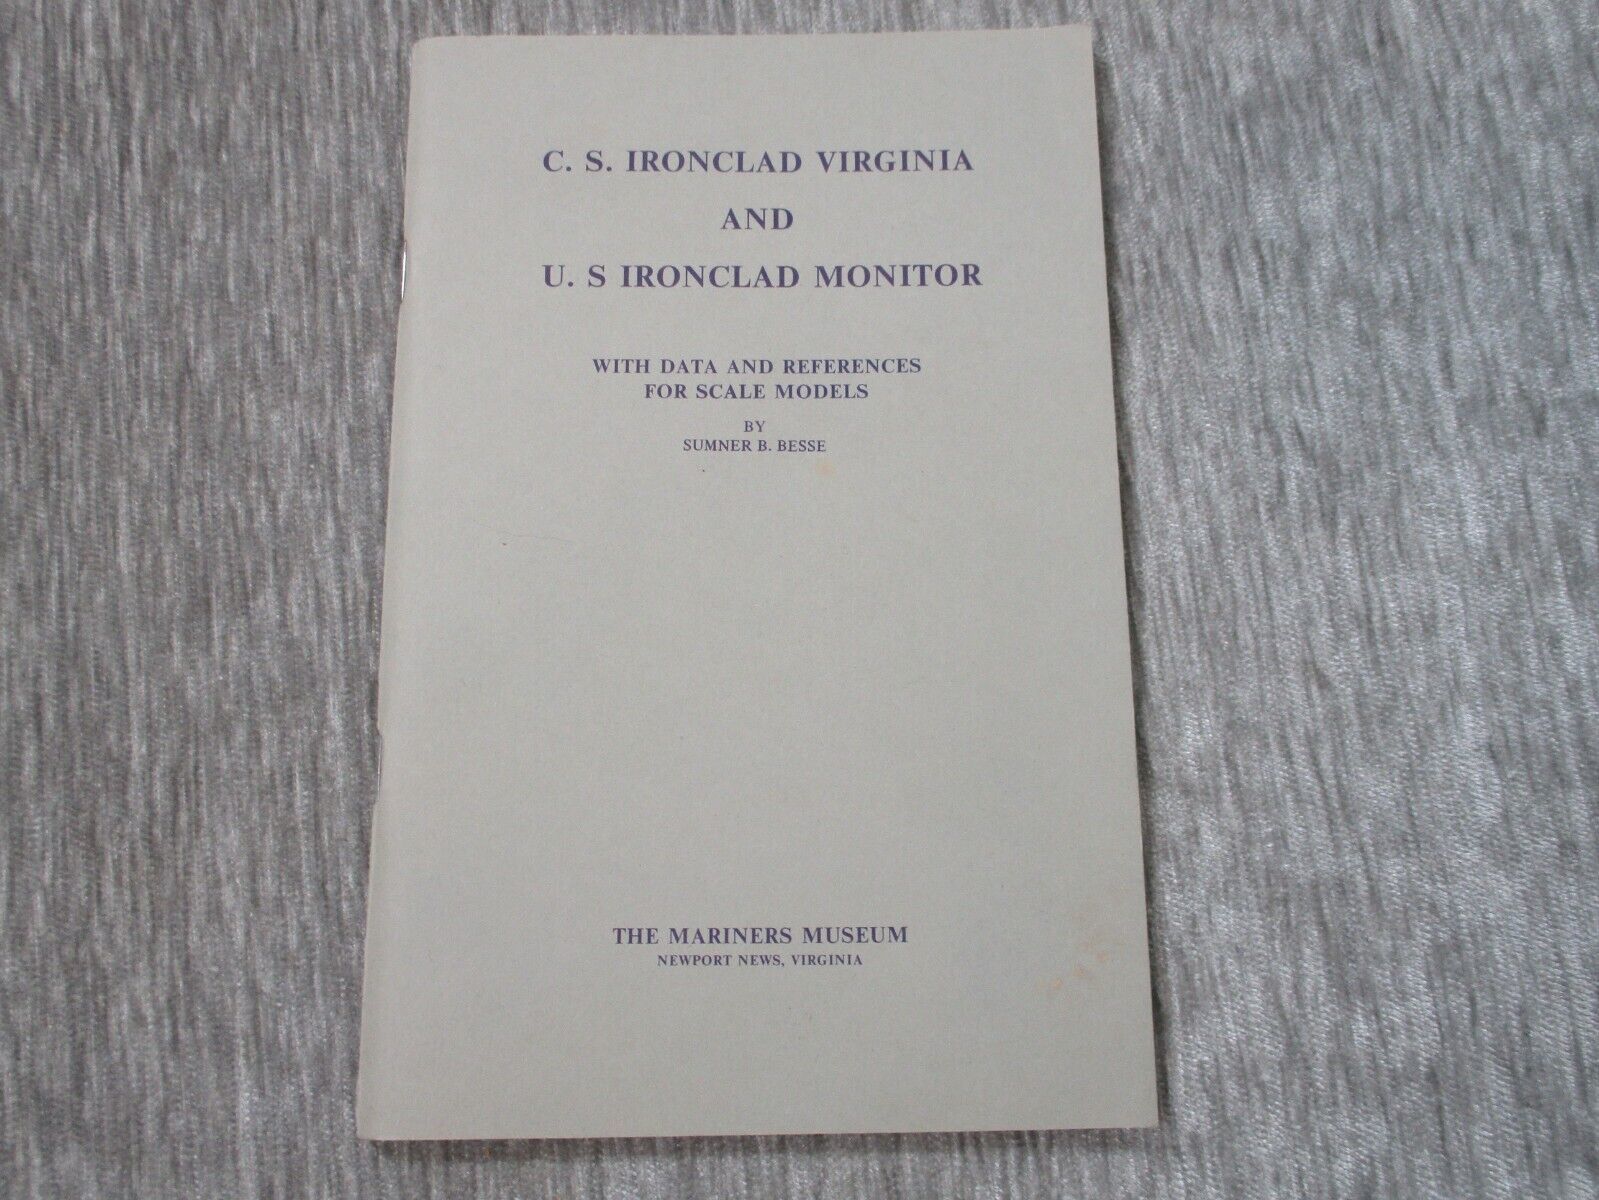 C. S. IRONCLAD VIRGINIA
AND
U. S IRONCLAD MONITOR
WITH DATA AND REFERENCES
FOR SCALE MODELS
BY
SUMNER B. BESSE
THE MARINERS MUSEUM
NEWPORT NEWS, VIRGINIA